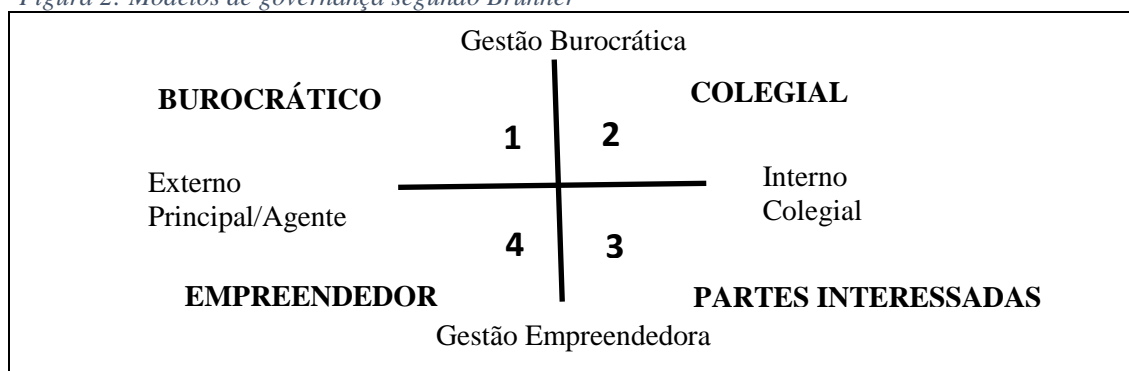 Figura 2: Modelos de governança segundo Brunner
Gestão Burocrática
BUROCRÁTICO
COLEGIAL
1
2
Externo
Principal/Agente
Interno
Colegial
4
3
EMPREENDEDOR
PARTES INTERESSADAS
Gestão Empreendedora